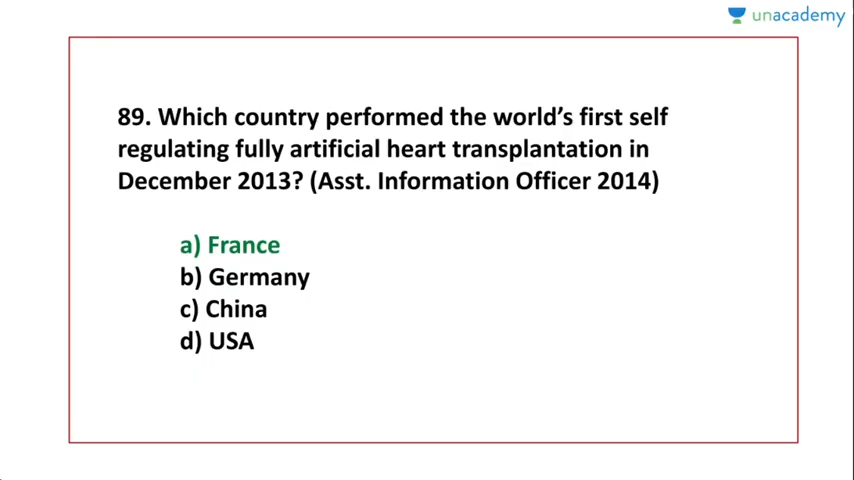 unacademy
89. Which country performed the world's first self
regulating fully artificial heart transplantation in
December 2013? (Asst. Information Officer 2014)
a) France
b) Germany
c) China
d) USA